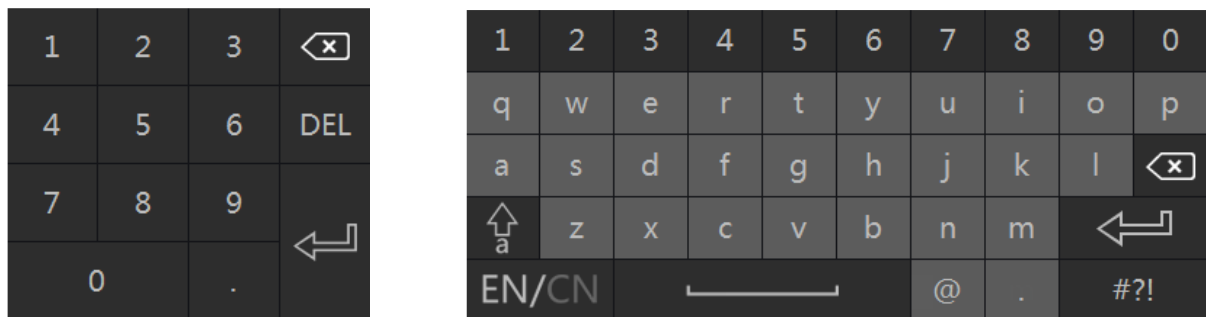 1 2 3
4 5 6 DEL
7 8 9
0 .
1 2 3 4 5 6 7 8 9 0
q w e r t y u i o p
a s d f g h j k l
a z x c v b n m
EN/CN @ . #?!